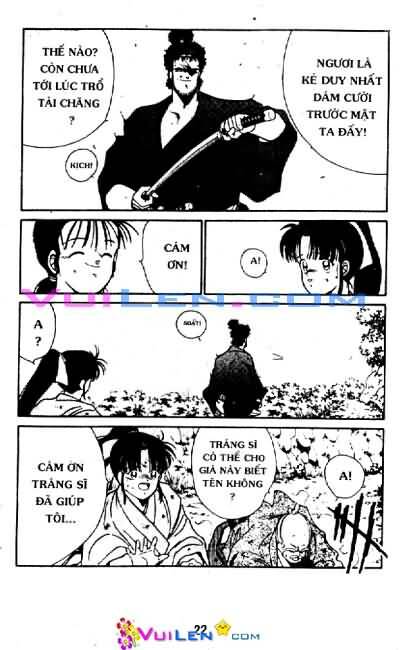 NGƯƠI LÀ
KẺ DUY NHẤT
DÁM CƯỜI
TRƯỚC MẶT
TA ĐẤY!
THẾ NÀO?
CÒN CHƯA
TỚI LÚC TRỔ
TÀI CHĂNG
?
KỊCH!
A!
CẢM
ƠN!
VUILEN.COM
SOẠT!
A
?
A!
TRÁNG SĨ
CÓ THỂ CHO
GIÀ NÀY BIẾT
TÊN KHÔNG
?
CẢM ƠN
TRÁNG SĨ
ĐÃ GIÚP
TÔI...
22
VUILEN.COM